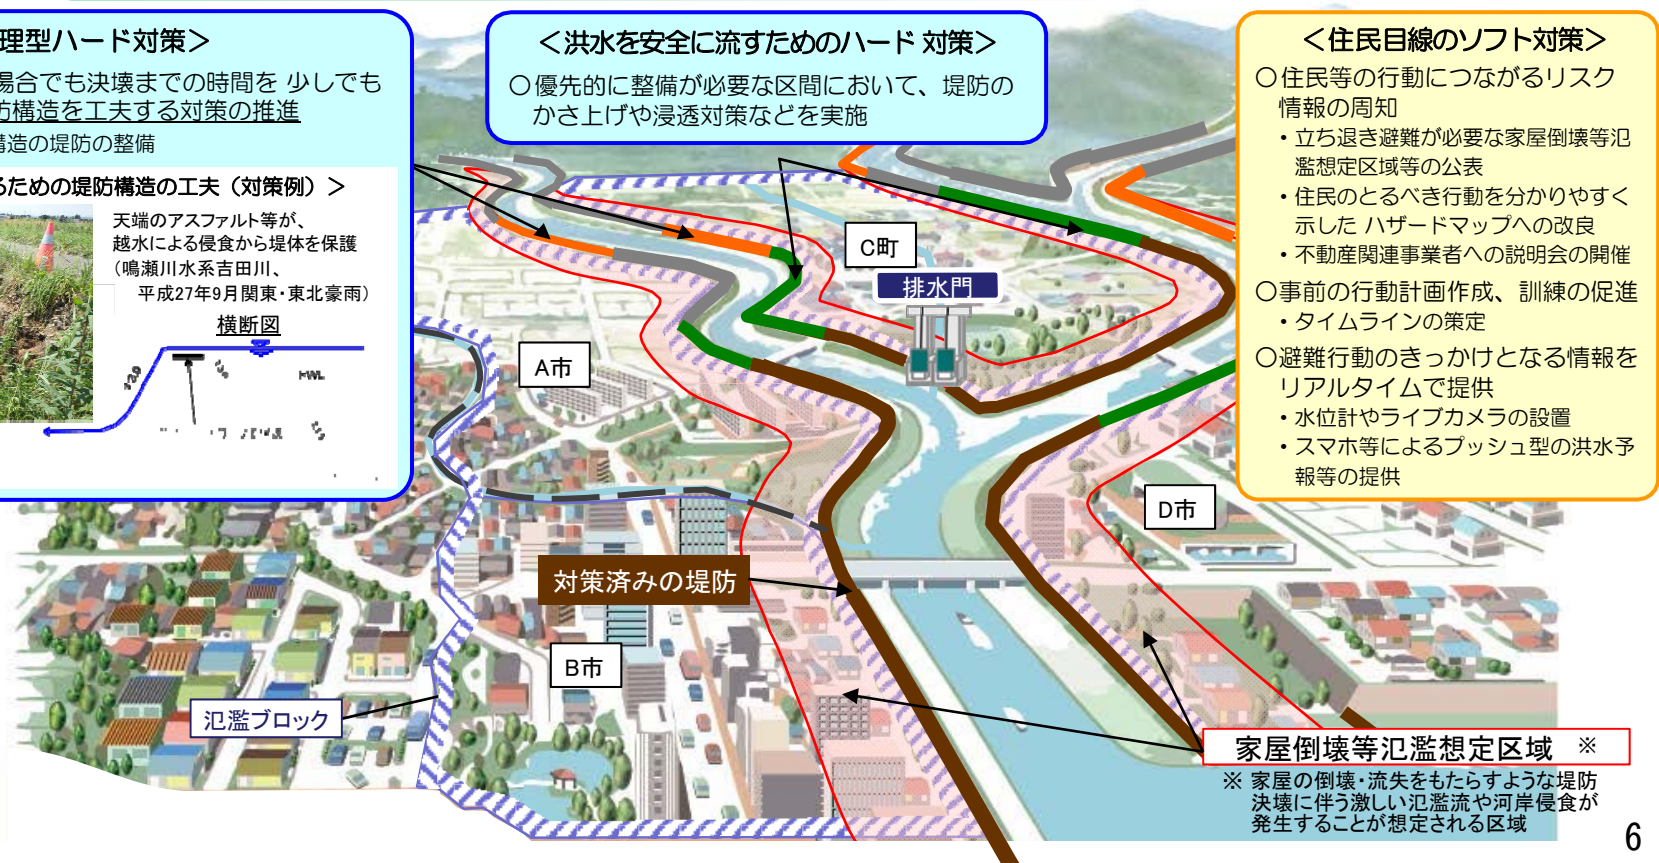 理型ハード対策＞
場合でも決壊までの時間を 少しでも
防構造を工夫する対策の推進
構造の堤防の整備
るための堤防構造の工夫（対策例）＞
天端のアスファルト等が、
越水による侵食から堤体を保護
（鳴瀬川水系吉田川、
平成27年9月関東・東北豪雨）
横断図
HWL
＜洪水を安全に流すためのハード 対策＞
○優先的に整備が必要な区間において、堤防の
かさ上げや浸透対策などを実施
＜住民目線のソフト対策＞
○住民等の行動につながるリスク
情報の周知
・立ち退き避難が必要な家屋倒壊等氾
濫想定区域等の公表
・住民のとるべき行動を分かりやすく
示した ハザードマップへの改良
・不動産関連事業者への説明会の開催
○事前の行動計画作成、訓練の促進
・タイムラインの策定
○避難行動のきっかけとなる情報を
リアルタイムで提供
・水位計やライブカメラの設置
・スマホ等によるプッシュ型の洪水予
報等の提供
C町
排水門
A市
D市
対策済みの堤防
B市
氾濫ブロック
家屋倒壊等氾濫想定区域 ※
※ 家屋の倒壊・流失をもたらすような堤防
決壊に伴う激しい氾濫流や河岸侵食が
発生することが想定される区域
6